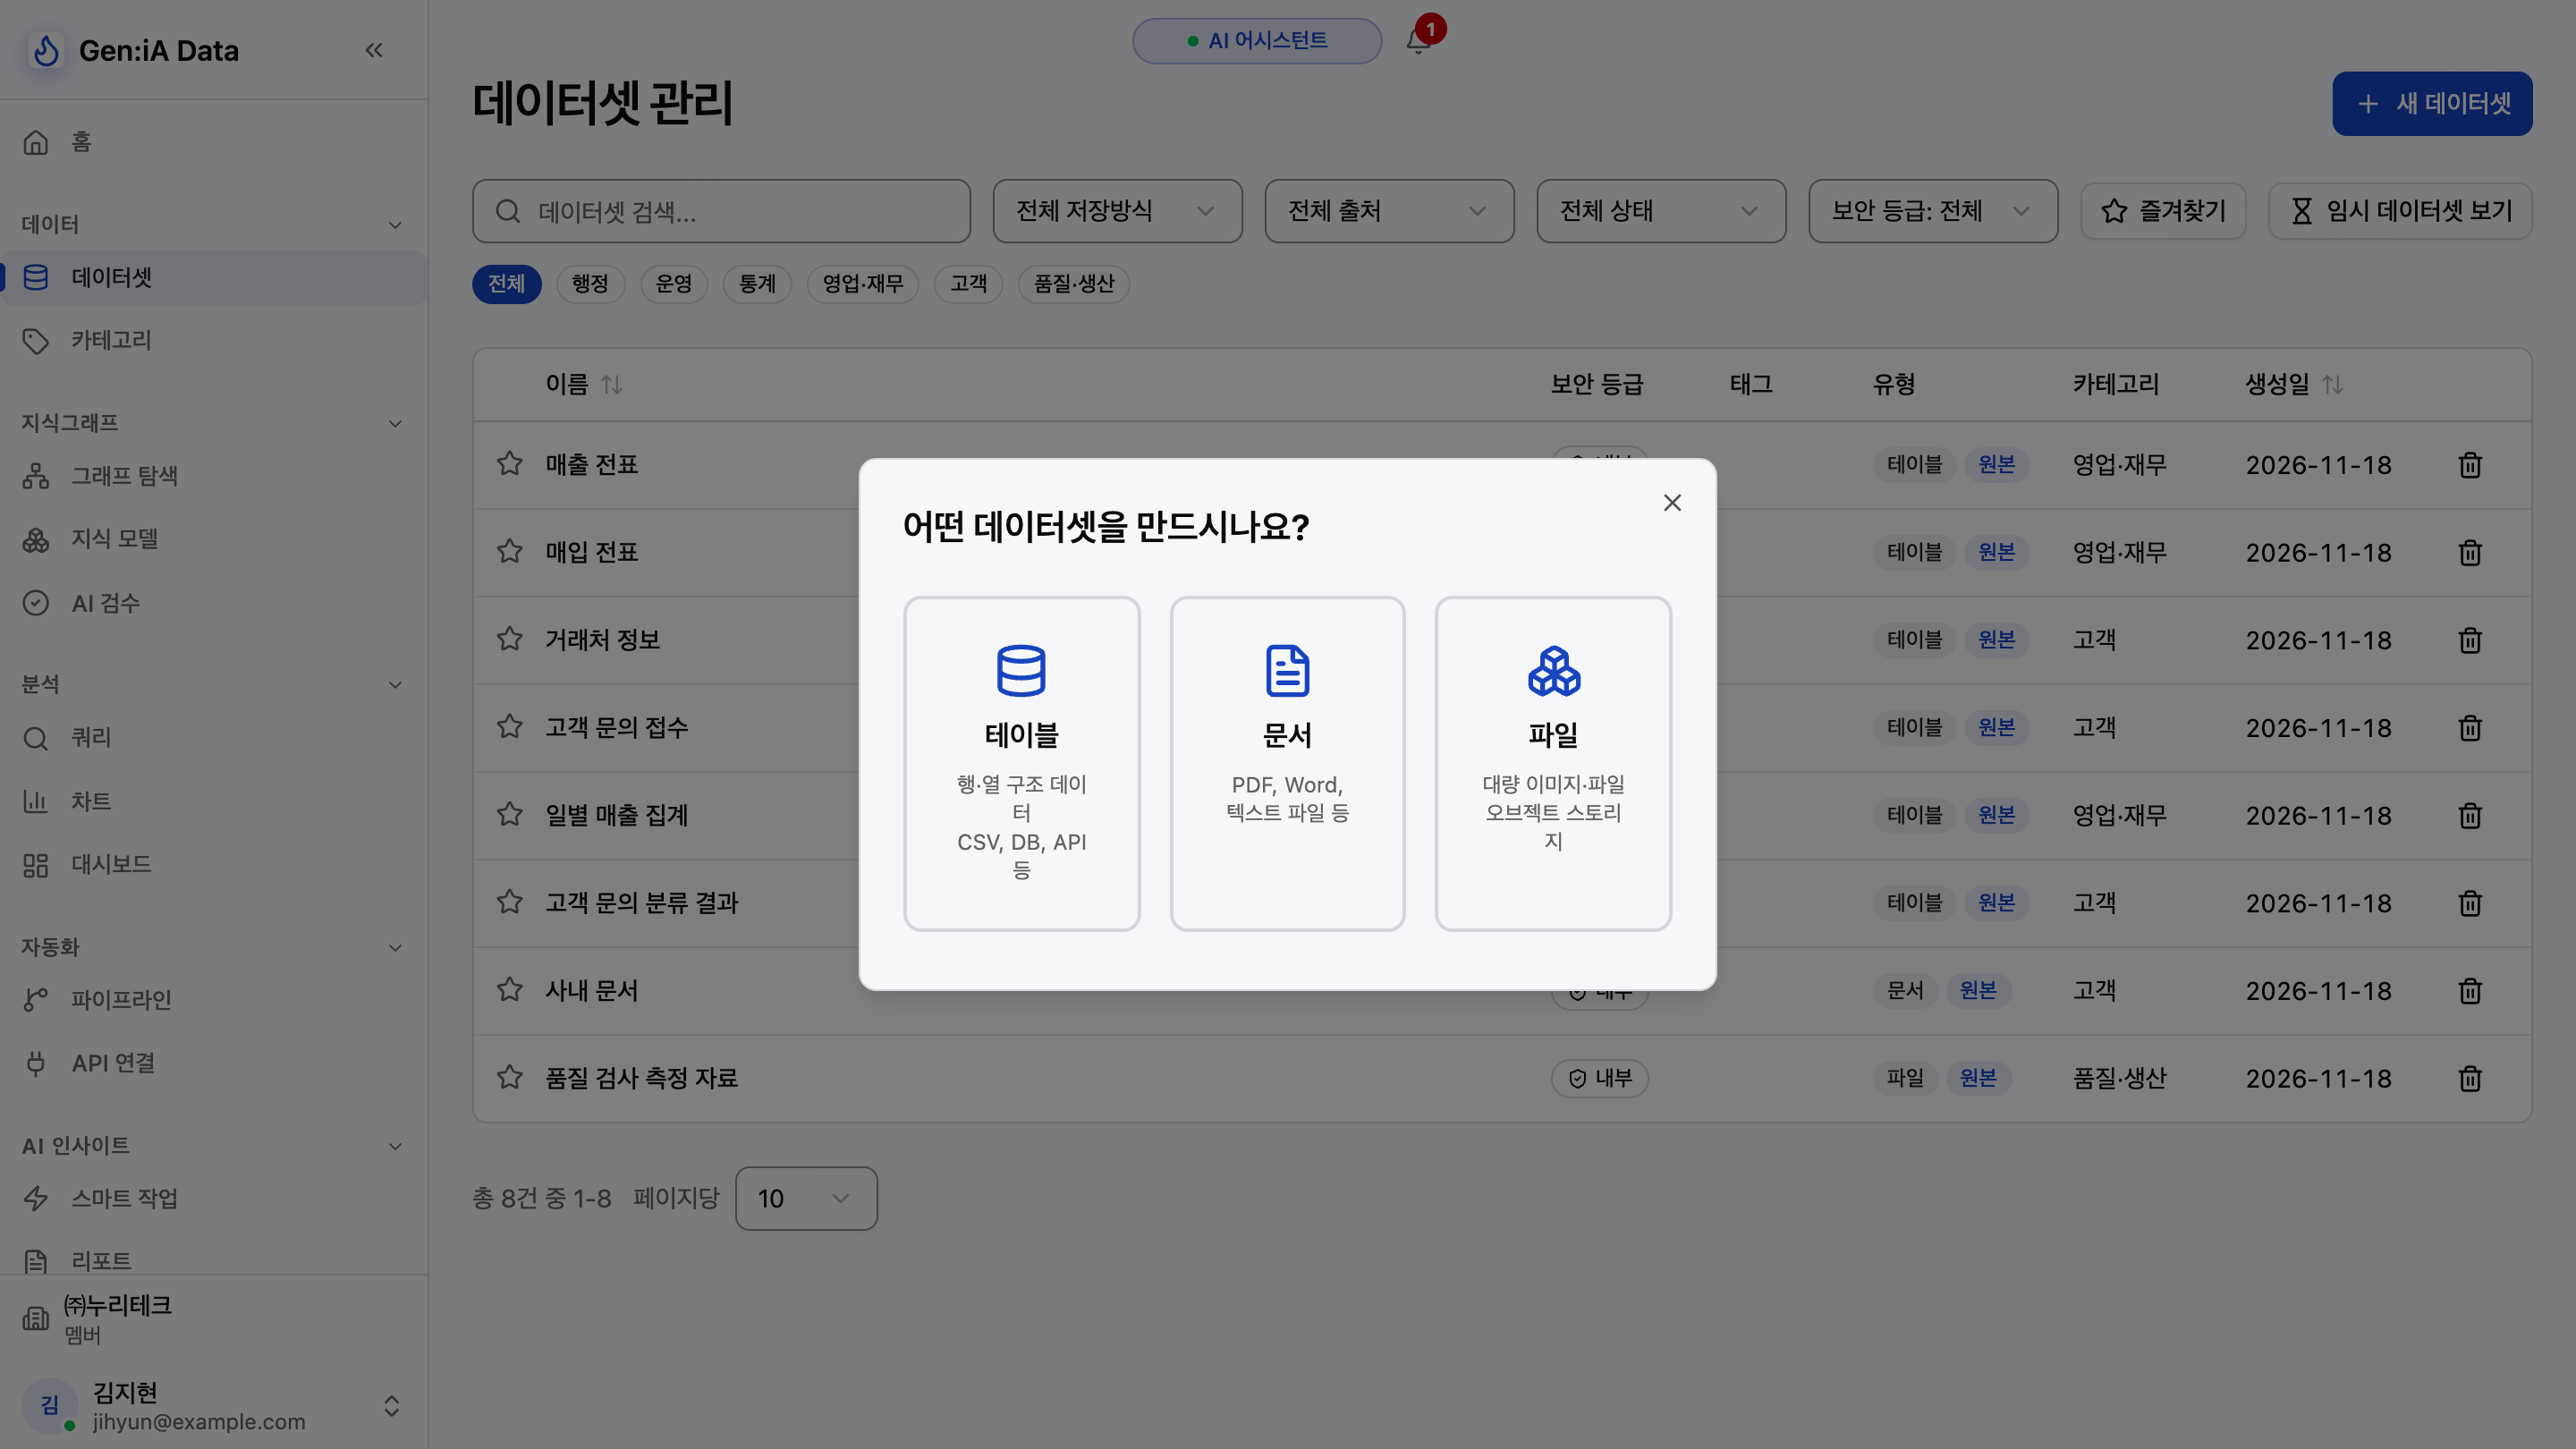 Gen:iA Data
홈
데이터
데이터셋
카테고리
지식그래프
그래프 탐색
지식 모델
AI 검수
분석
쿼리
차트
대시보드
자동화
파이프라인
API 연결
AI 인사이트
스마트 작업
리포트
㈜누리테크
멤버
김
김지현
jihyun@example.com
AI 어시스턴트
1
데이터셋 관리
새 데이터셋
데이터셋 검색...
전체 저장방식
전체 출처
전체 상태
보안 등급: 전체
즐겨찾기
임시 데이터셋 보기
전체 행정 운영 통계 영업·재무 고객 품질·생산
이름 보안 등급 태그 유형 카테고리 생성일
매출 전표 테이블 원본 영업·재무 2026-11-18
매입 전표 테이블 원본 영업·재무 2026-11-18
거래처 정보 테이블 원본 고객 2026-11-18
고객 문의 접수 테이블 원본 고객 2026-11-18
일별 매출 집계 테이블 원본 영업·재무 2026-11-18
고객 문의 분류 결과 테이블 원본 고객 2026-11-18
사내 문서 내부 문서 원본 고객 2026-11-18
품질 검사 측정 자료 내부 파일 원본 품질·생산 2026-11-18
총 8건 중 1-8 페이지당 10
어떤 데이터셋을 만드시나요?
테이블
행·열 구조 데이
터
CSV, DB, API
등
문서
PDF, Word,
텍스트 파일 등
파일
대량 이미지·파일
오브젝트 스토리
지